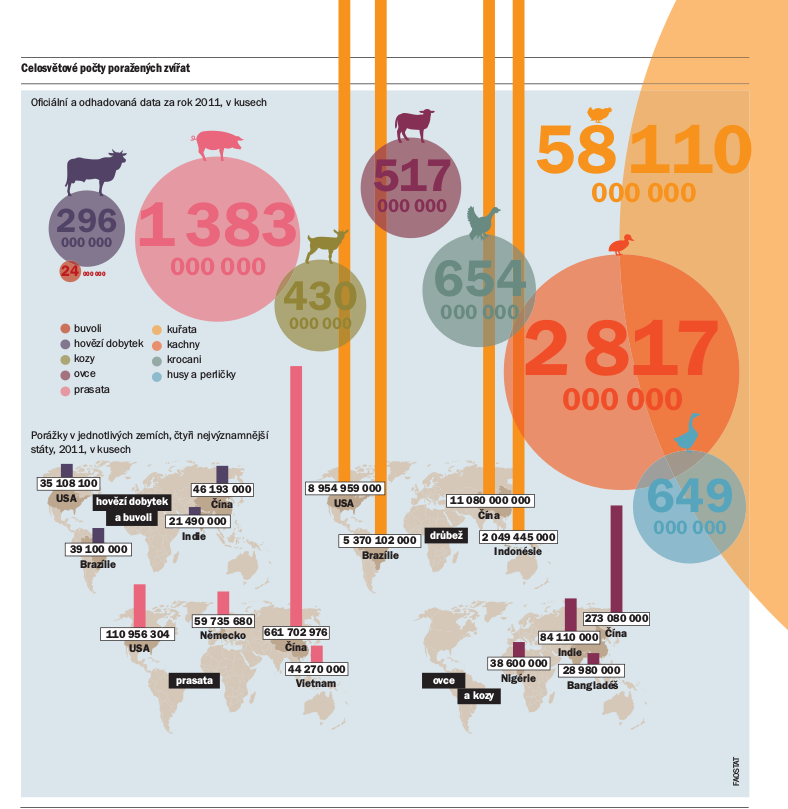 Celosvětové počty poražených zvířat
Oficiální a odhadovaná data za rok 2011, v kusech
296
000 000
24 000 000
1 383
000 000
430
000 000
517
000 000
654
000 000
58 110
000 000
2 817
000 000
649
000 000
buvoli
hovězí dobytek
kozy
ovce
prasata
kuřata
kachny
krocani
husy a perličky
Porážky v jednotlivých zemích, čtyři nejvýznamnější
státy, 2011, v kusech
35 108 100
USA
hovězí dobytek
a buvoli
46 193 000
Čína
21 490 000
Indie
39 100 000
Brazílie
8 954 959 000
USA
5 370 102 000
Brazílie
drůbež
11 080 000 000
Čína
2 049 445 000
Indonésie
110 956 304
USA
59 735 680
Německo
661 702 976
Čína
44 270 000
Vietnam
prasata
273 080 000
Čína
84 110 000
Indie
38 600 000
Nigérie
28 980 000
Bangladéš
ovce
a kozy
FAOSTAT